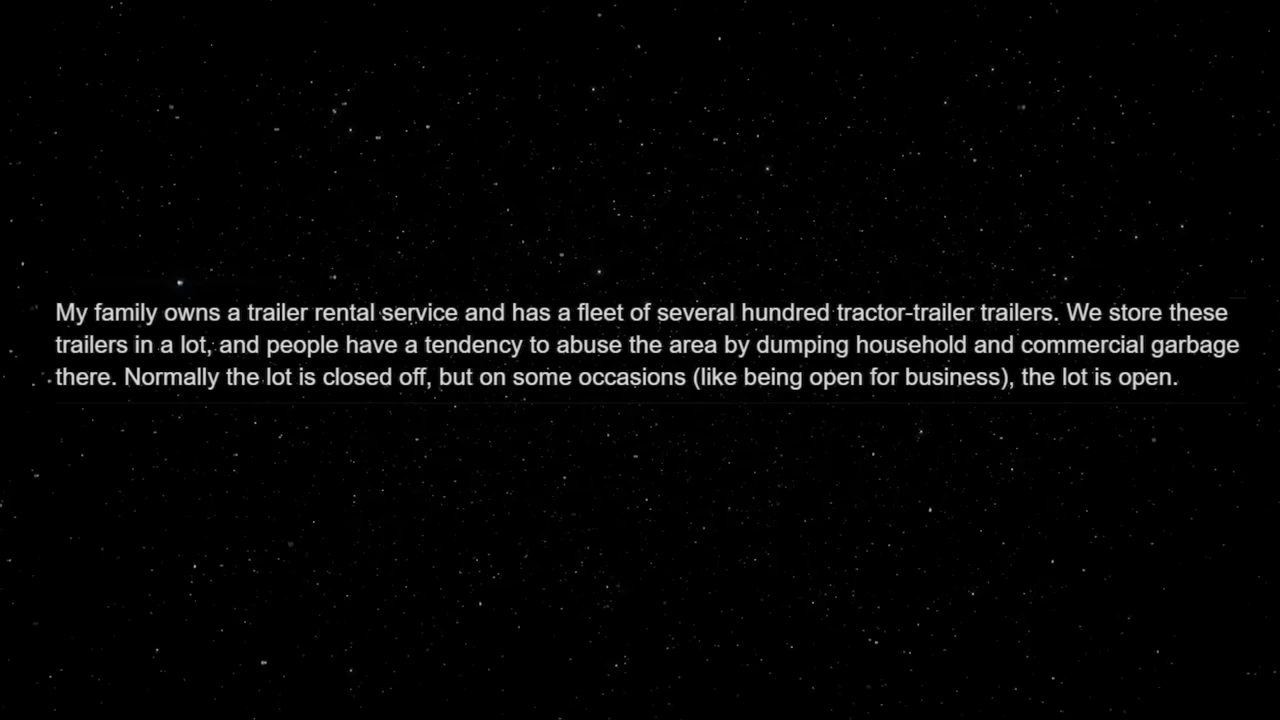 My family owns a trailer rental service and has a fleet of several hundred tractor-trailer trailers. We store these
trailers in a lot, and people have a tendency to abuse the area by dumping household and commercial garbage
there. Normally the lot is closed off, but on some occasions (like being open for business), the lot is open.